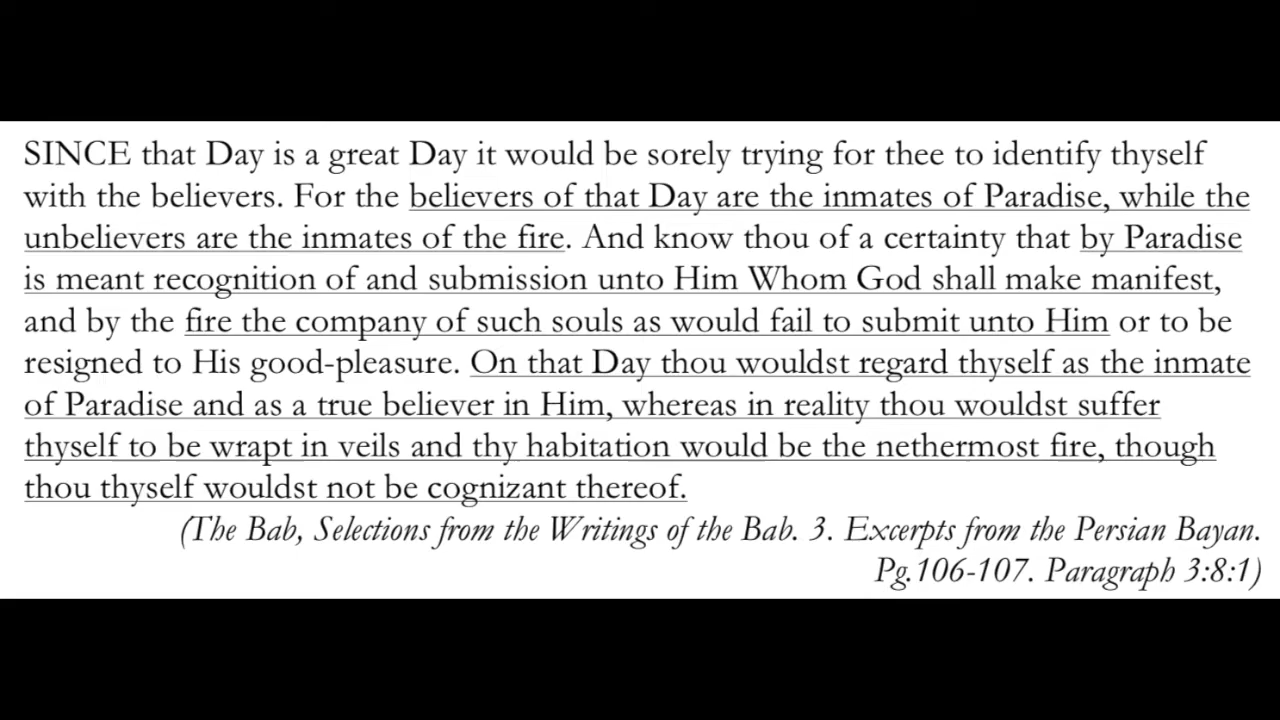 SINCE that Day is a great Day it would be sorely trying for thee to identify thyself
with the believers. For the believers of that Day are the inmates of Paradise, while the
unbelievers are the inmates of the fire. And know thou of a certainty that by Paradise
is meant recognition of and submission unto Him Whom God shall make manifest,
and by the fire the company of such souls as would fail to submit unto Him or to be
resigned to His good-pleasure. On that Day thou wouldst regard thyself as the inmate
of Paradise and as a true believer in Him, whereas in reality thou wouldst suffer
thyself to be wrapt in veils and thy habitation would be the nethermost fire, though
thou thyself wouldst not be cognizant thereof.
(The Bab, Selections from the Writings of the Bab. 3. Excerpts from the Persian Bayan.
Pg.106-107. Paragraph 3:8:1)